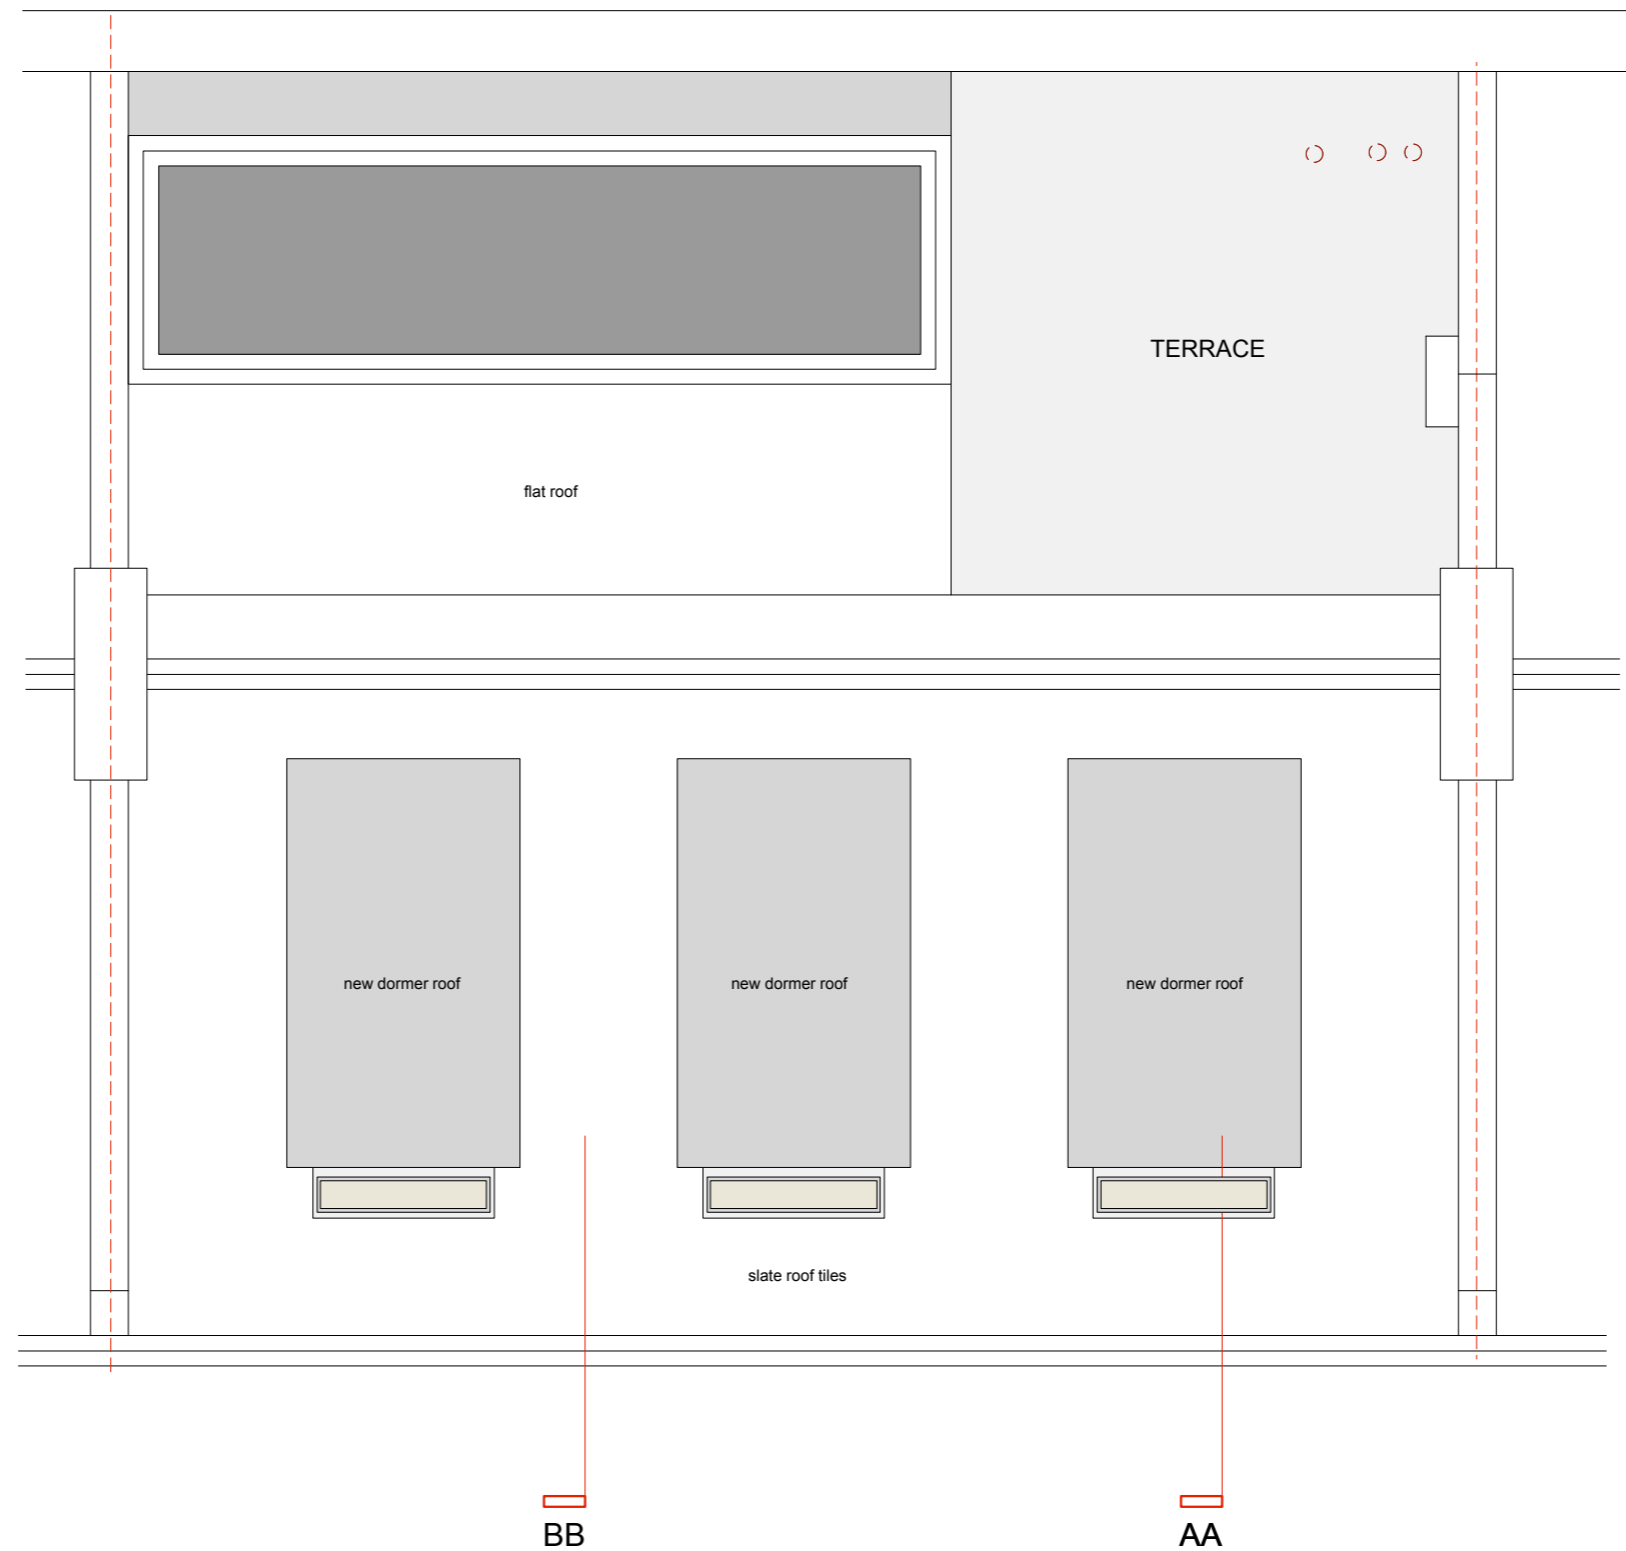 TERRACE
flat roof
new dormer roof
new dormer roof
new dormer roof
slate roof tiles
BB
AA